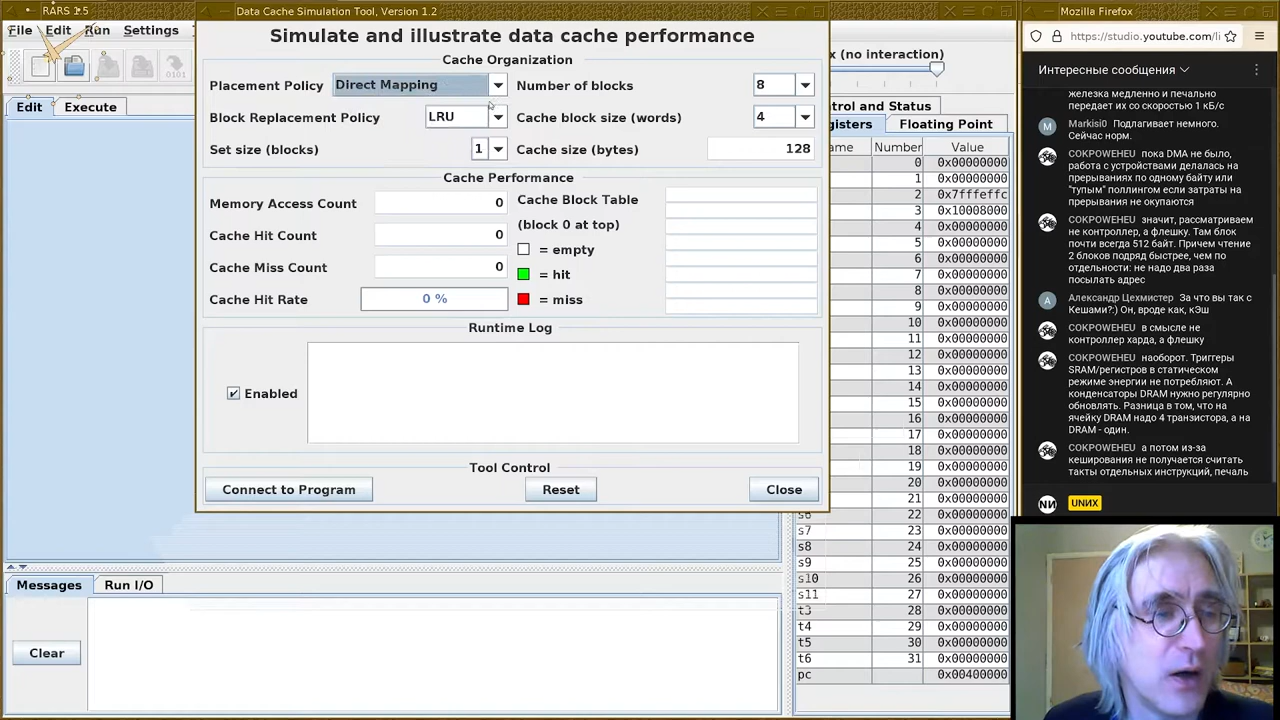 RARS 1.5
File Edit Run Settings
Edit Execute
Data Cache Simulation Tool, Version 1.2
Simulate and illustrate data cache performance
Cache Organization
Placement Policy Direct Mapping Number of blocks 8
Block Replacement Policy LRU Cache block size (words) 4
Set size (blocks) 1 Cache size (bytes) 128
Cache Performance
Memory Access Count 0 Cache Block Table
(block 0 at top)
Cache Hit Count 0 = empty
Cache Miss Count 0 = hit
Cache Hit Rate 0 % = miss
Runtime Log
Enabled
Tool Control
Connect to Program Reset Close
Messages Run I/O
Clear
x (no interaction)
ntrol and Status
gisters Floating Point
ame Number Value
0 0x00000000
1 0x00000000
2 0x7fffeffc
3 0x10008000
4 0x00000000
5 0x00000000
6 0x00000000
7 0x00000000
8 0x00000000
9 0x00000000
10 0x00000000
11 0x00000000
12 0x00000000
13 0x00000000
14 0x00000000
15 0x00000000
16 0x00000000
17 0x00000000
18 0x00000000
19 0x00000000
20 0x00000000
21 0x00000000
s6 22 0x00000000
s7 23 0x00000000
s8 24 0x00000000
s9 25 0x00000000
s10 26 0x00000000
s11 27 0x00000000
t3 28 0x00000000
t4 29 0x00000000
t5 30 0x00000000
t6 31 0x00000000
pc 0x00400000
Mozilla Firefox
https://studio.youtube.com/li
Интересные сообщения
железка медленно и печально
передает их со скоростью 1 кБ/с
M Markisi0 Подлагивает немного.
Сейчас норм.
COKPOWEHEU пока DMA не было,
работа с устройствами делалась на
прерываниях по одному байту или
"тупым" поллингом если затраты на
прерывания не окупаются
COKPOWEHEU значит, рассматриваем
не контроллер, а флешку. Там блок
почти всегда 512 байт. Причем чтение
2 блоков подряд быстрее, чем по
отдельности: не надо два раза
посылать адрес
А Александр Цехмистер За что вы так с
Кешами?:) Он, вроде как, кЭш
COKPOWEHEU в смысле не
контроллер харда, а флешку
COKPOWEHEU наоборот. Триггеры
SRAM/регистров в статическом
режиме энергии не потребляют. А
конденсаторы DRAM нужно регулярно
обновлять. Разница в том, что на
ячейку DRAM надо 4 транзистора, а на
DRAM - один.
COKPOWEHEU а потом из-за
кеширования не получается считать
такты отдельных инструкций, печаль
UNИX